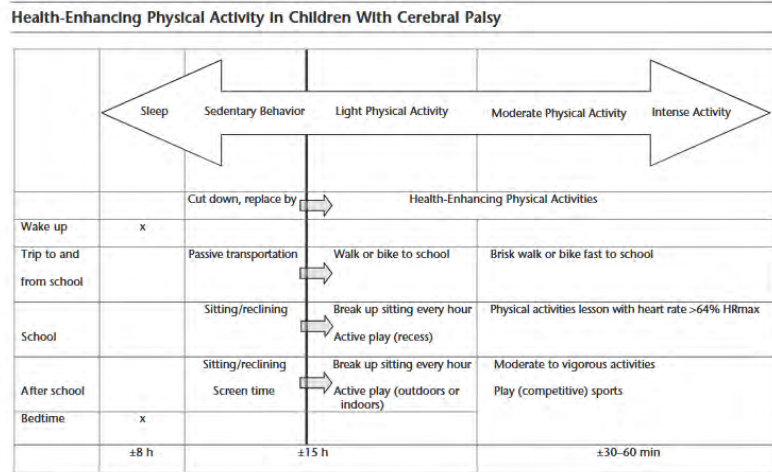 Health-Enhancing Physical Activity in Children With Cerebral Palsy
Sleep Sedentary Behavior Light Physical Activity Moderate Physical Activity Intense Activity
Cut down, replace by Health-Enhancing Physical Activities
Wake up x
Trip to and Passive transportation Walk or bike to school Brisk walk or bike fast to school
from school
Sitting/reclining Break up sitting every hour Physical activities lesson with heart rate >64% HRmax
School Active play (recess)
Sitting/reclining Break up sitting every hour Moderate to vigorous activities
After school Screen time Active play (outdoors or Play (competitive) sports
indoors)
Bedtime x
±8 h ±15 h ±30–60 min